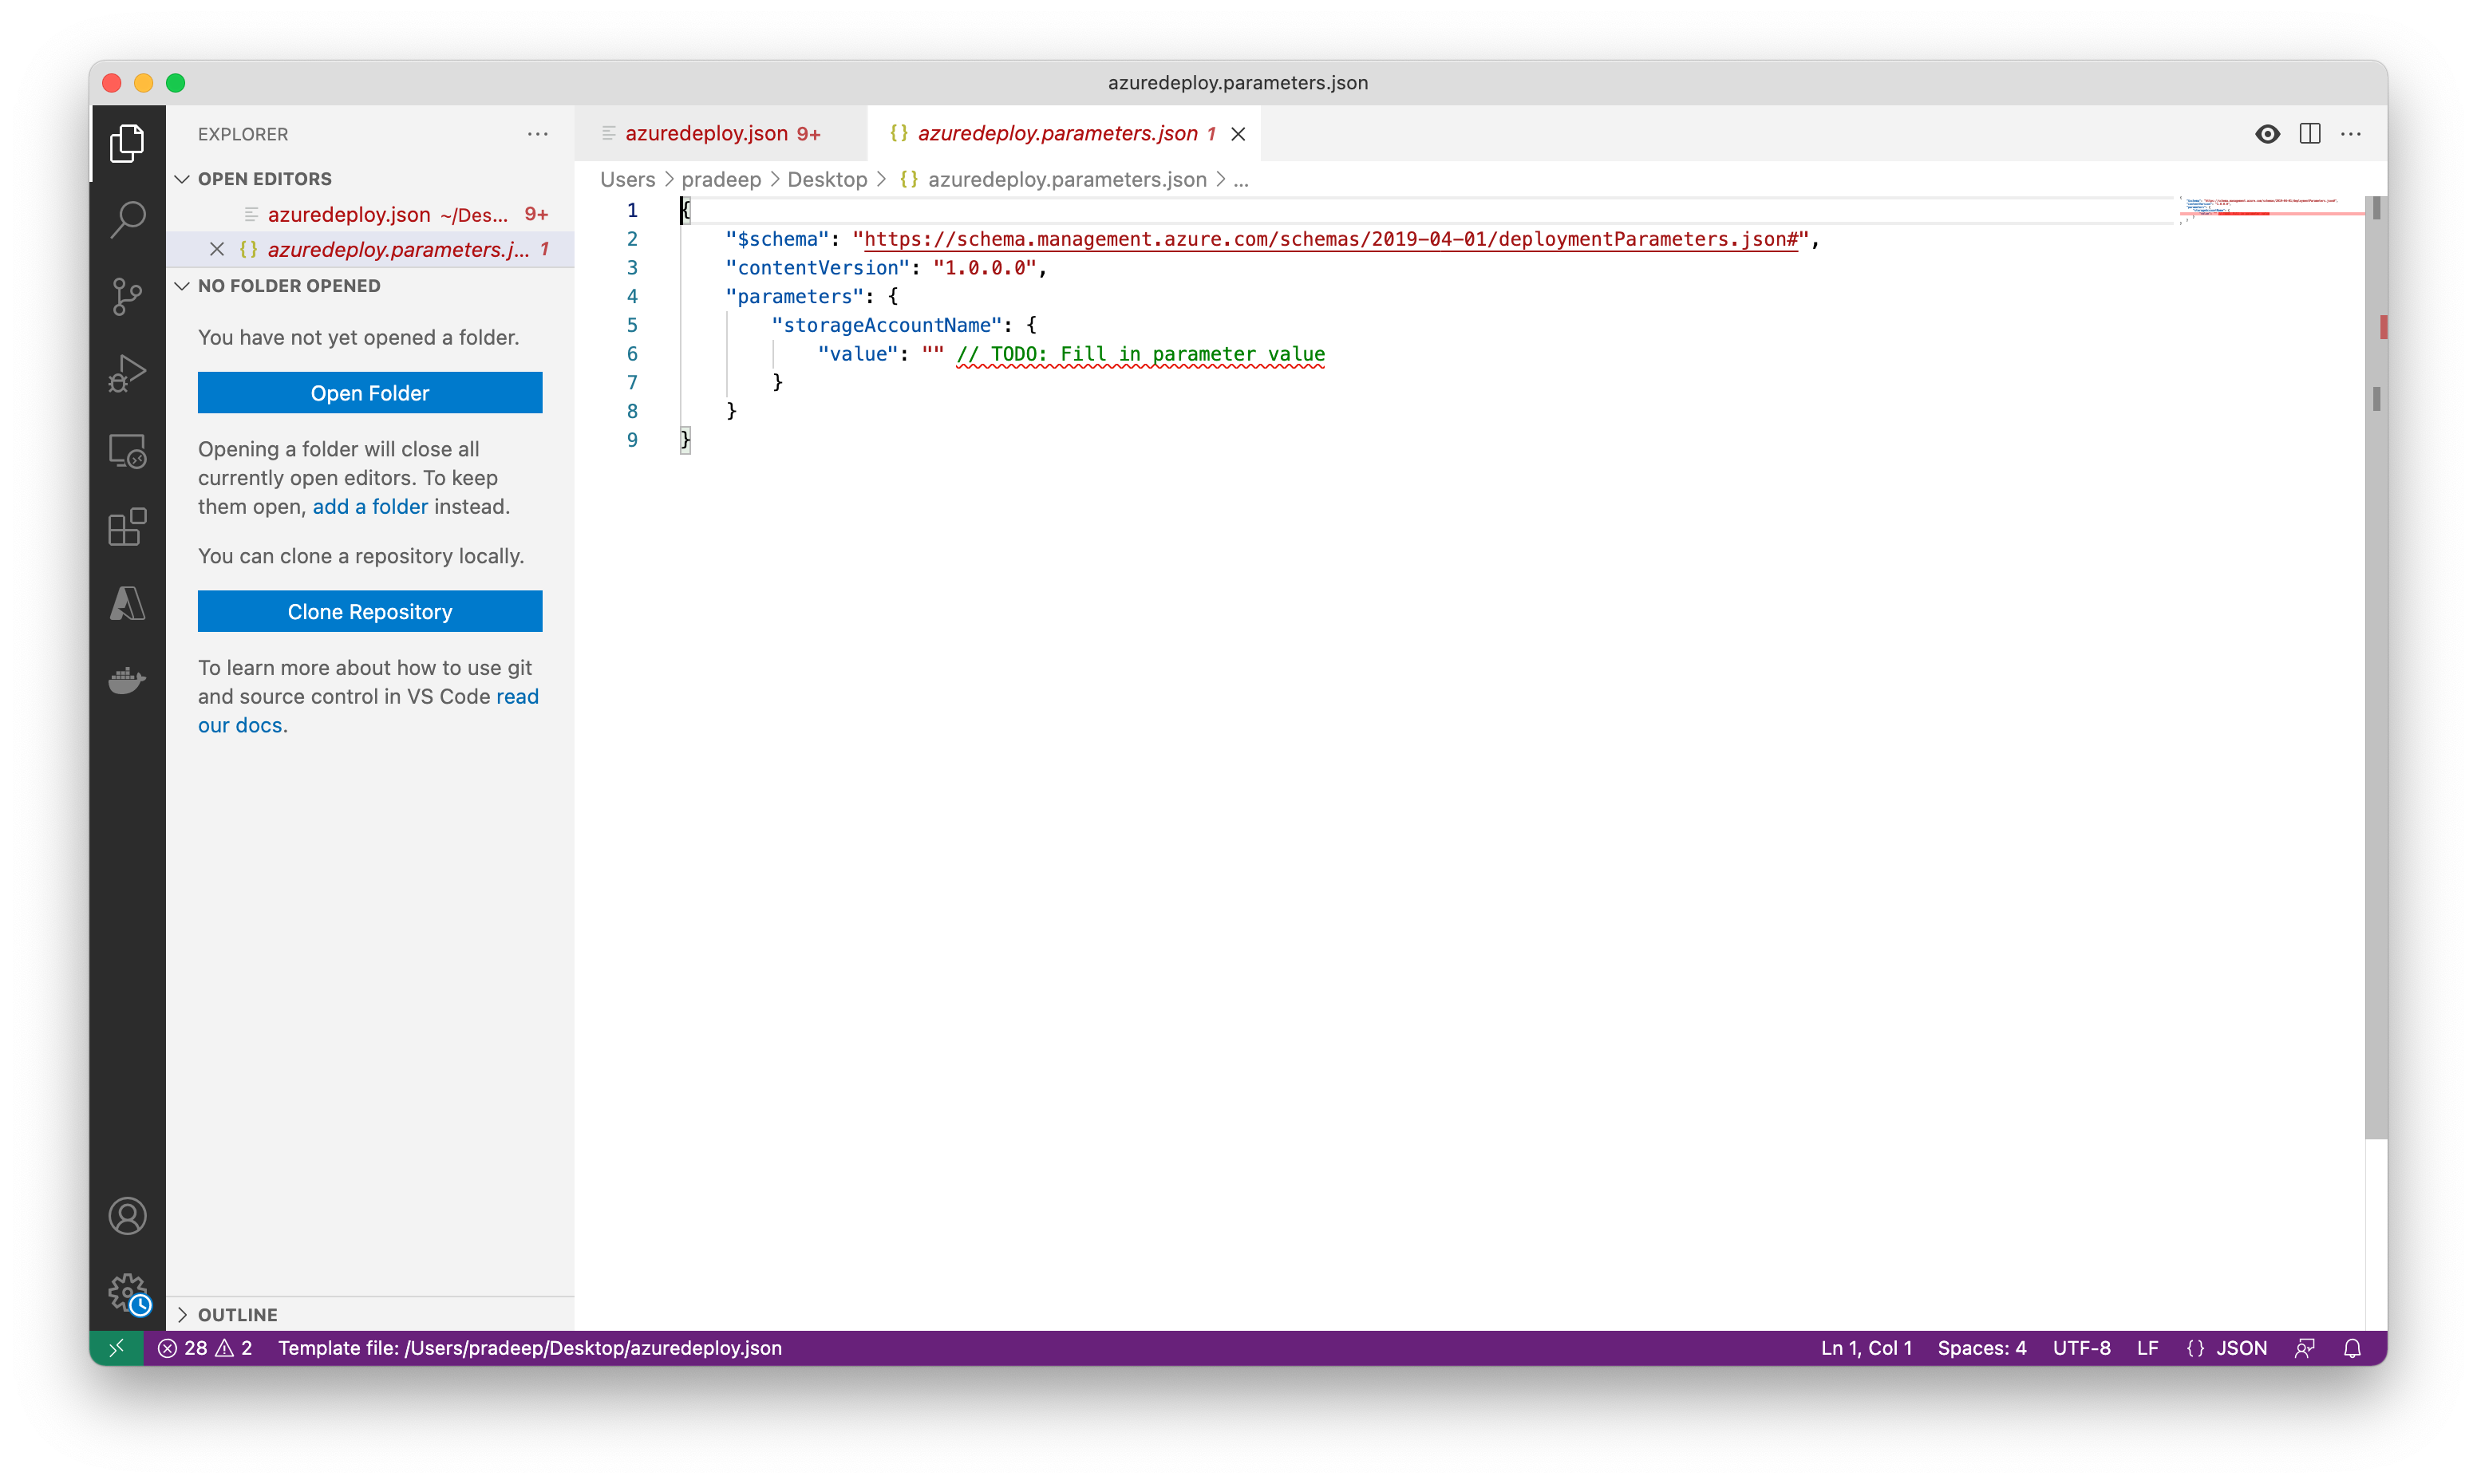 azuredeploy.parameters.json
EXPLORER
azuredeploy.json 9+
{} azuredeploy.parameters.json 1
OPEN EDITORS
azuredeploy.json ~/Des... 9+
{} azuredeploy.parameters.j... 1
NO FOLDER OPENED
You have not yet opened a folder.
Open Folder
Opening a folder will close all
currently open editors. To keep
them open, add a folder instead.
You can clone a repository locally.
Clone Repository
To learn more about how to use git
and source control in VS Code read
our docs.
OUTLINE
Users > pradeep > Desktop > {} azuredeploy.parameters.json > ...
1 {
2 "$schema": "https://schema.management.azure.com/schemas/2019-04-01/deploymentParameters.json#",
3 "contentVersion": "1.0.0.0",
4 "parameters": {
5 "storageAccountName": {
6 "value": "" // TODO: Fill in parameter value
7 }
8 }
9 }
28 2 Template file: /Users/pradeep/Desktop/azuredeploy.json
Ln 1, Col 1 Spaces: 4 UTF-8 LF {} JSON